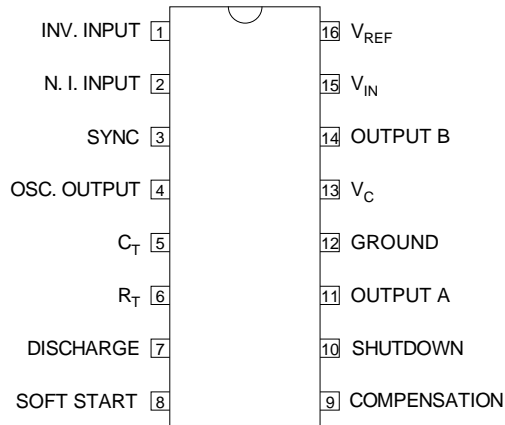 INV. INPUT 1 16 VREF
N. I. INPUT 2 15 VIN
SYNC 3 14 OUTPUT B
OSC. OUTPUT 4 13 VC
CT 5 12 GROUND
RT 6 11 OUTPUT A
DISCHARGE 7 10 SHUTDOWN
SOFT START 8 9 COMPENSATION